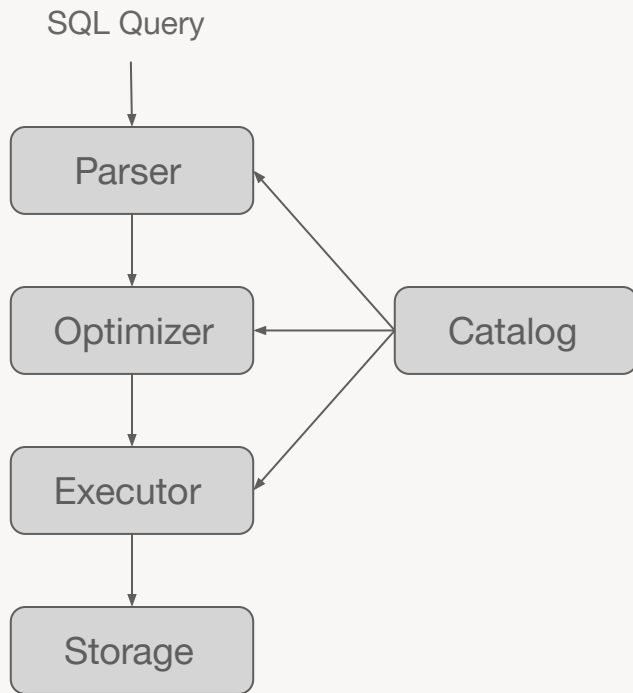 SQL Query
Parser
Optimizer
Catalog
Executor
Storage